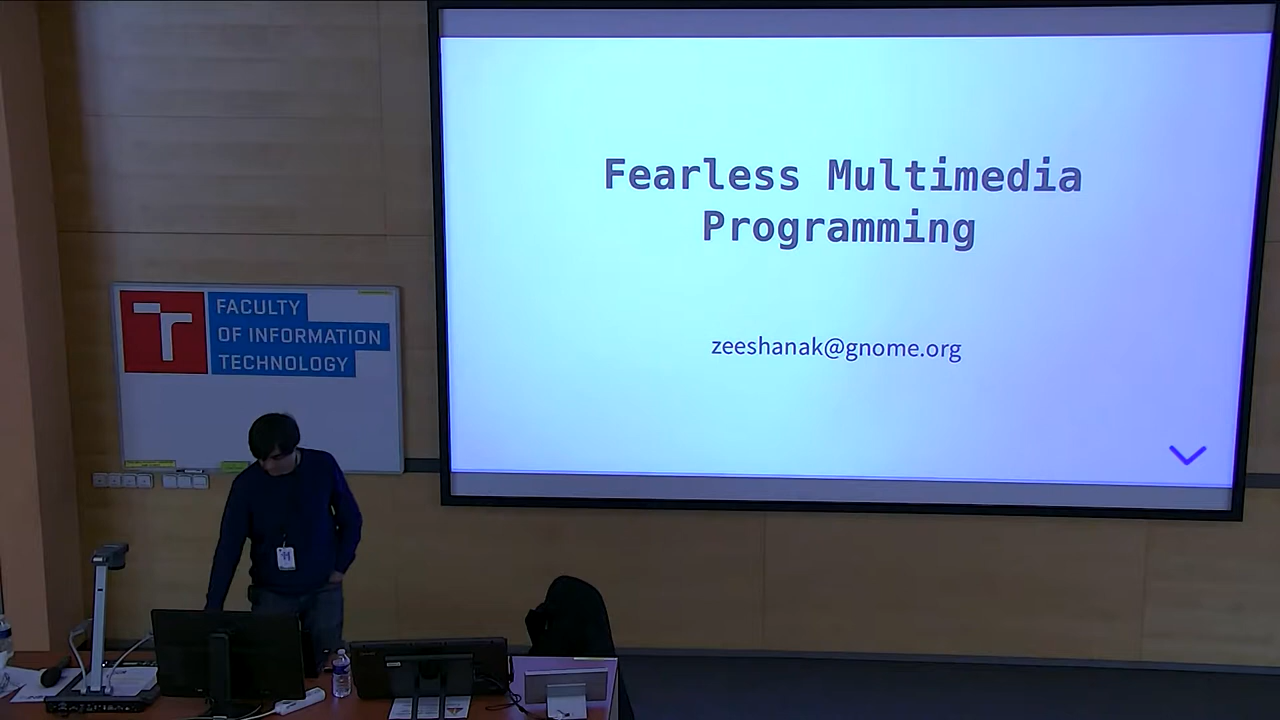 Fearless Multimedia
Programming
zeeshanak@gnome.org
FACULTY
OF INFORMATION
TECHNOLOGY